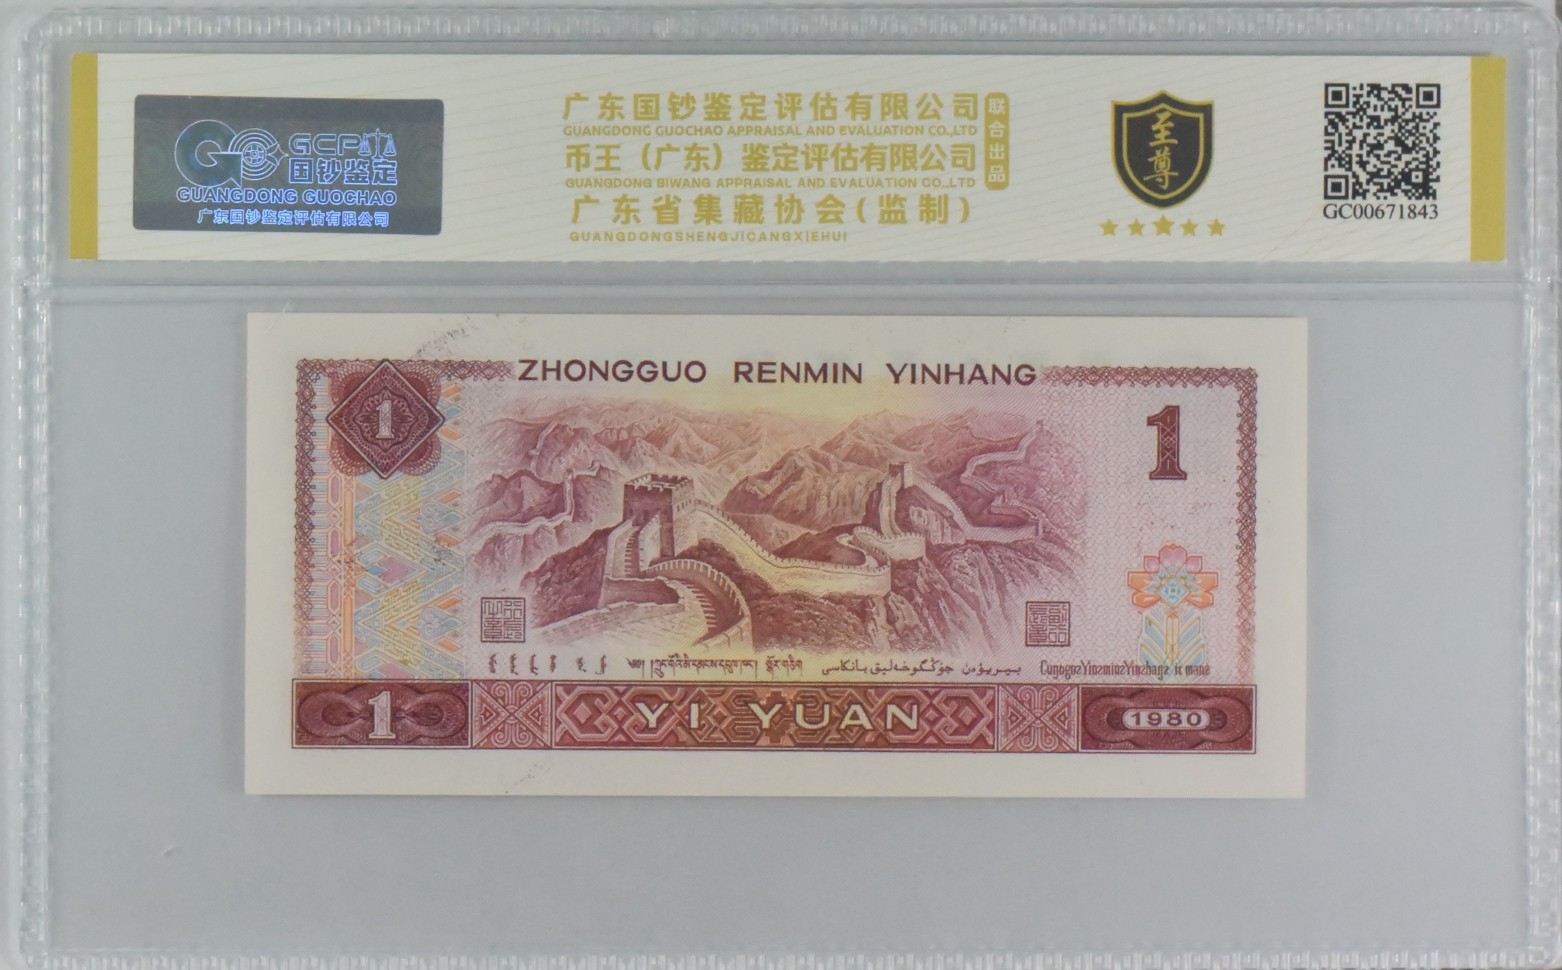 GCP
国钞鉴定
GUANGDONG GUOCHAO
广东国钞鉴定评估有限公司
广东国钞鉴定评估有限公司
GUANGDONG GUOCHAO APPRAISAL AND EVALUATION CO.,LTD
币王（广东）鉴定评估有限公司
GUANGDONG BIWANG APPRAISAL AND EVALUATION CO.,LTD
广东省集藏协会(监制)
GUANGDONGSHENGJICANGXIEHUI
联合出品
至尊
GC00671843
ZHONGGUO RENMIN YINHANG
1
1
1
YI YUAN
1980